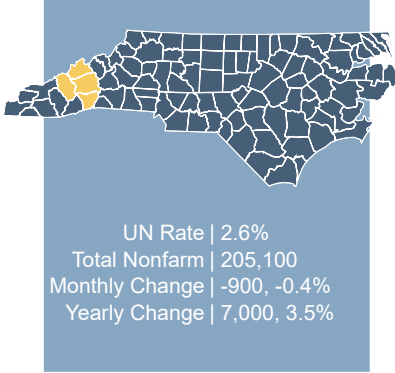 UN Rate | 2.6%
Total Nonfarm | 205,100
Monthly Change | -900, -0.4%
Yearly Change | 7,000, 3.5%